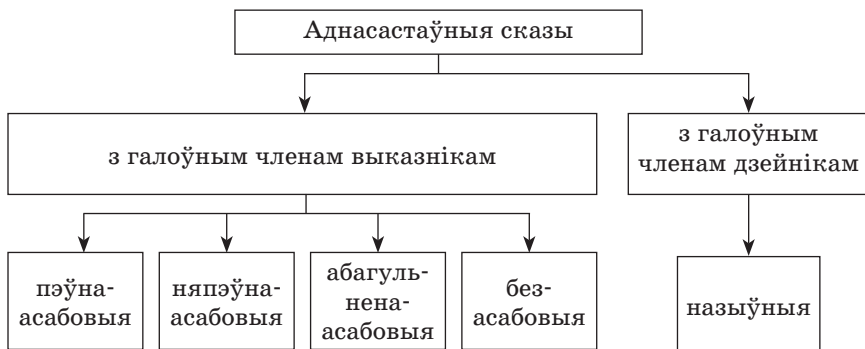 Аднасастаўныя сказы
з галоўным членам выказнікам
з галоўным
членам дзейнікам
пэўна-
асабовыя
няпэўна-
асабовыя
абагуль-
нена-
асабовыя
без-
асабовыя
назыўныя